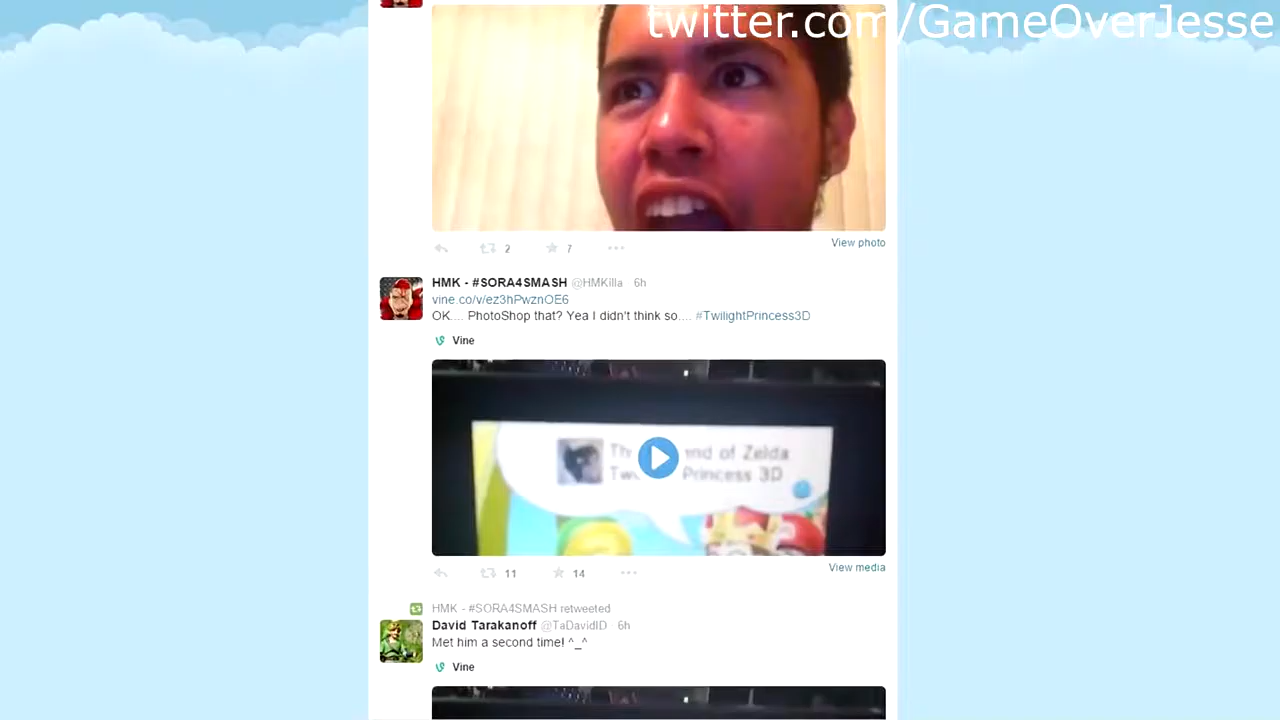 twitter.com/GameOverJesse
2 7
View photo
HMK - #SORA4SMASH @HMKilla 6h
vine.co/v/ez3hPwznOE6
OK.... PhotoShop that? Yea I didn't think so.... #TwilightPrincess3D
Vine
of Zelda
Princess 3D
11 14
View media
HMK - #SORA4SMASH retweeted
David Tarakanoff @TaDavidID 6h
Met him a second time! ^_^
Vine